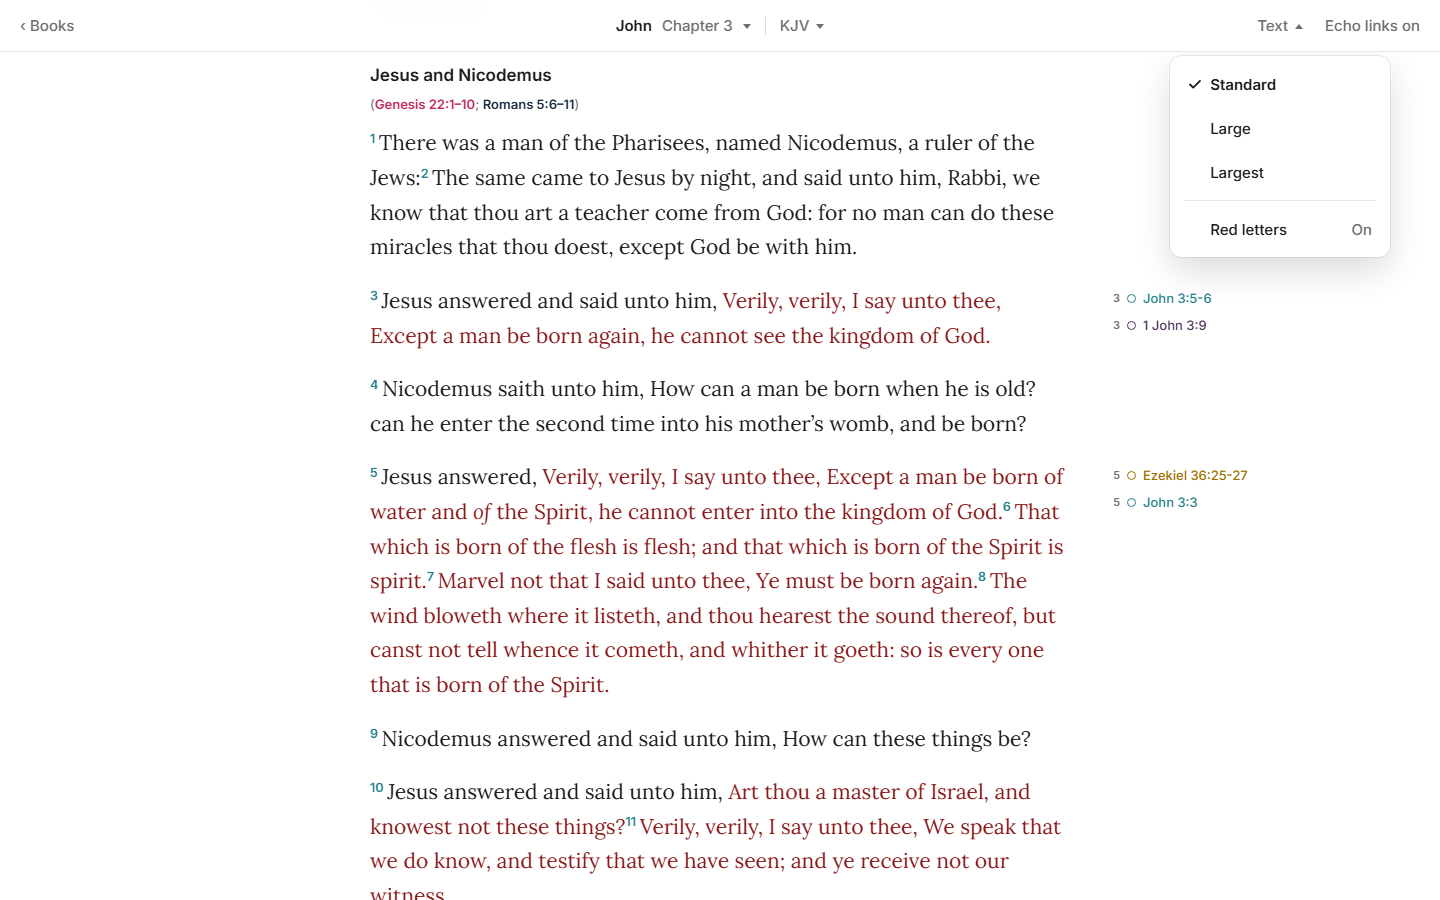 ‹ Books
John Chapter 3 KJV
Text Echo links on
Standard
Large
Largest
Red letters On
Jesus and Nicodemus
(Genesis 22:1–10; Romans 5:6–11)
1 There was a man of the Pharisees, named Nicodemus, a ruler of the
Jews:2 The same came to Jesus by night, and said unto him, Rabbi, we
know that thou art a teacher come from God: for no man can do these
miracles that thou doest, except God be with him.
3 Jesus answered and said unto him, Verily, verily, I say unto thee,
Except a man be born again, he cannot see the kingdom of God.
3 John 3:5-6
3 1 John 3:9
4 Nicodemus saith unto him, How can a man be born when he is old?
can he enter the second time into his mother’s womb, and be born?
5 Jesus answered, Verily, verily, I say unto thee, Except a man be born of
water and of the Spirit, he cannot enter into the kingdom of God.6 That
which is born of the flesh is flesh; and that which is born of the Spirit is
spirit.7 Marvel not that I said unto thee, Ye must be born again.8 The
wind bloweth where it listeth, and thou hearest the sound thereof, but
canst not tell whence it cometh, and whither it goeth: so is every one
that is born of the Spirit.
5 Ezekiel 36:25-27
5 John 3:3
9 Nicodemus answered and said unto him, How can these things be?
10 Jesus answered and said unto him, Art thou a master of Israel, and
knowest not these things?11 Verily, verily, I say unto thee, We speak that
we do know, and testify that we have seen; and ye receive not our
witness